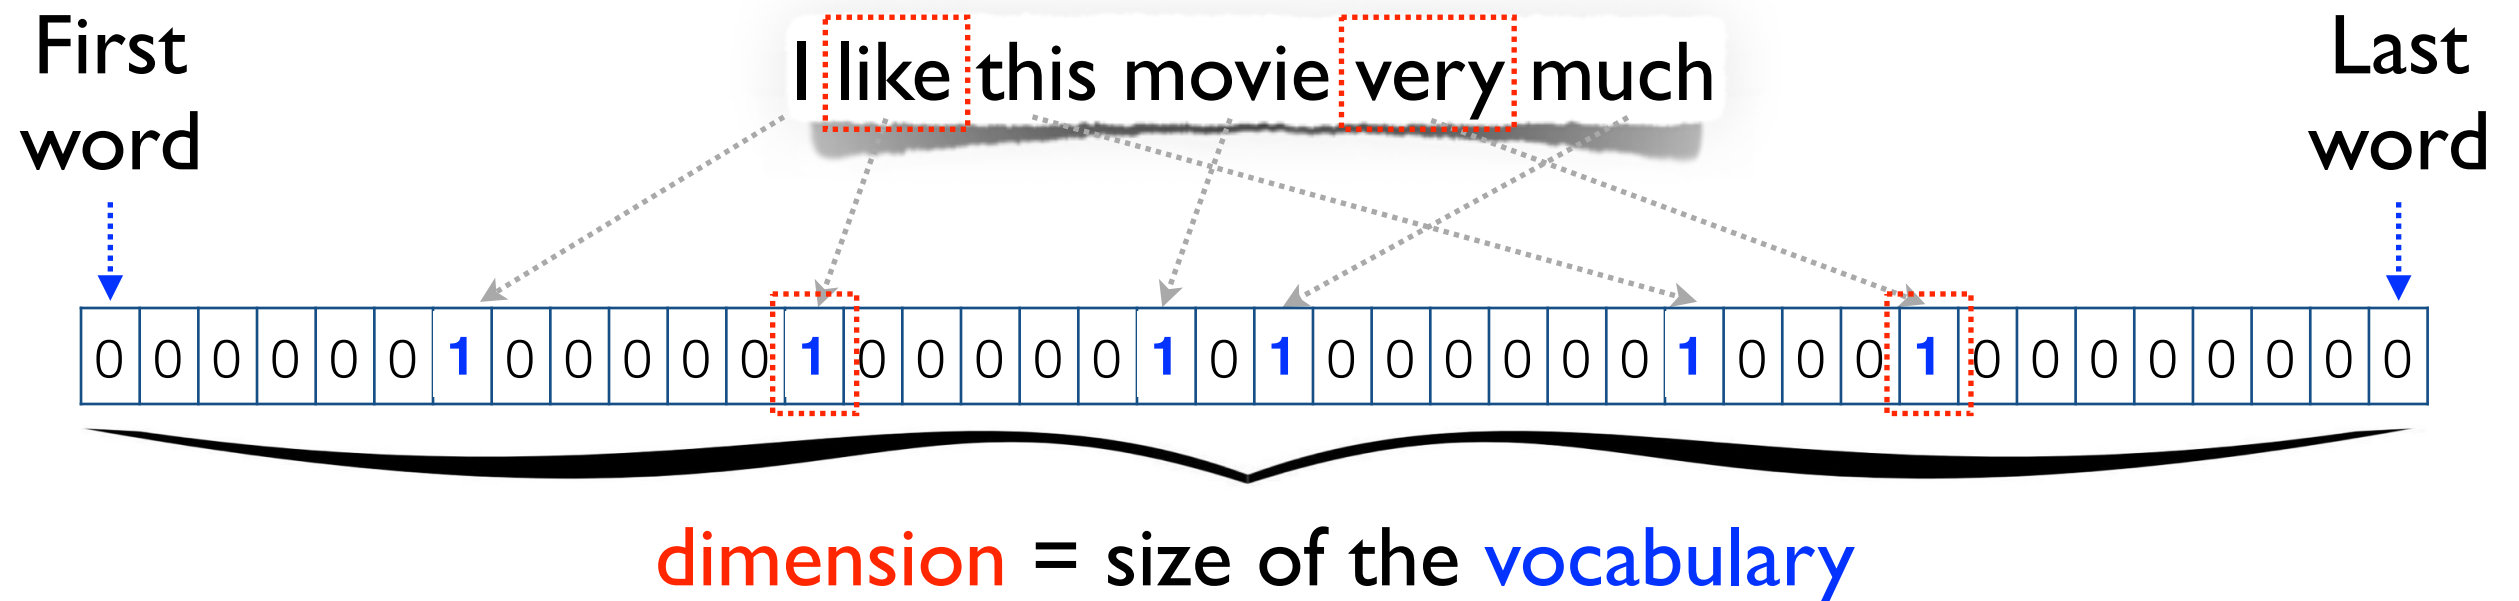 First
word
I like this movie very much
Last
word
0 0 0 0 0 0 1 0 0 0 0 0 1 0 0 0 0 0 1 0 1 0 0 0 0 0 0 1 0 0 0 1 0 0 0 0 0 0 0 0
dimension = size of the vocabulary